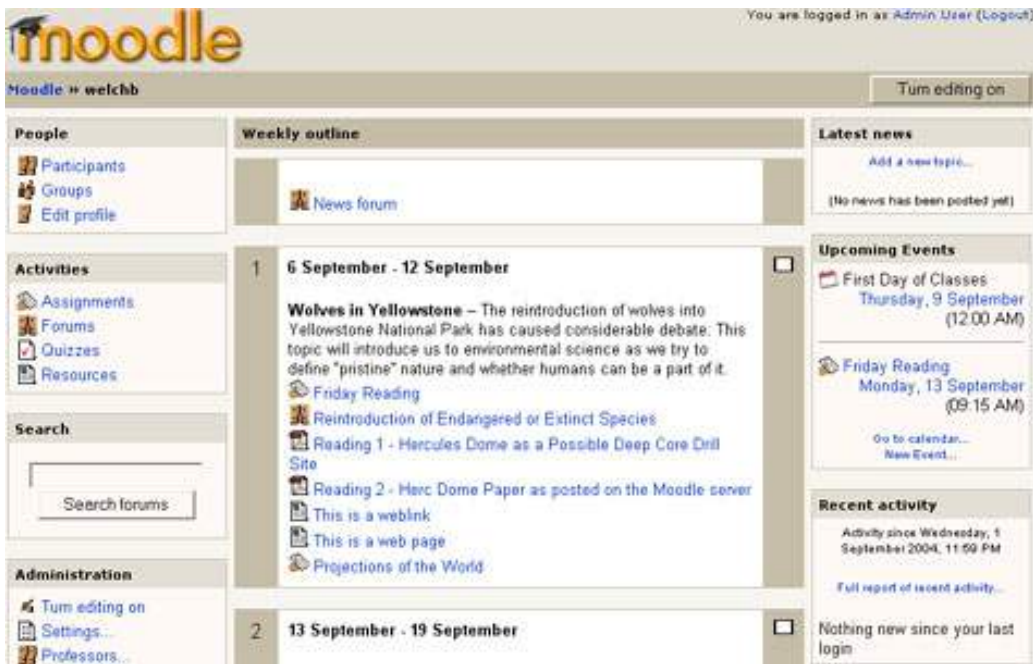 moodle
You are logged in as Admin User (Logout)
Moodle » welchb
Turn editing on
People
Participants
Groups
Edit profile
Activities
Assignments
Forums
Quizzes
Resources
Search
Search forums
Administration
Turn editing on
Settings...
Professors...
Weekly outline
News forum
1
6 September - 12 September
Wolves in Yellowstone – The reintroduction of wolves into
Yellowstone National Park has caused considerable debate. This
topic will introduce us to environmental science as we try to
define "pristine" nature and whether humans can be a part of it.
Friday Reading
Reintroduction of Endangered or Extinct Species
Reading 1 - Hercules Dome as a Possible Deep Core Drill
Site
Reading 2 - Herc Dome Paper as posted on the Moodle server
This is a weblink
This is a web page
Projections of the World
2
13 September - 19 September
Latest news
Add a new topic...
(No news has been posted yet)
Upcoming Events
First Day of Classes
Thursday, 9 September
(12:00 AM)
Friday Reading
Monday, 13 September
(09:15 AM)
Go to calendar...
New Event...
Recent activity
Activity since Wednesday, 1
September 2004, 11:59 PM
Full report of recent activity...
Nothing new since your last
login